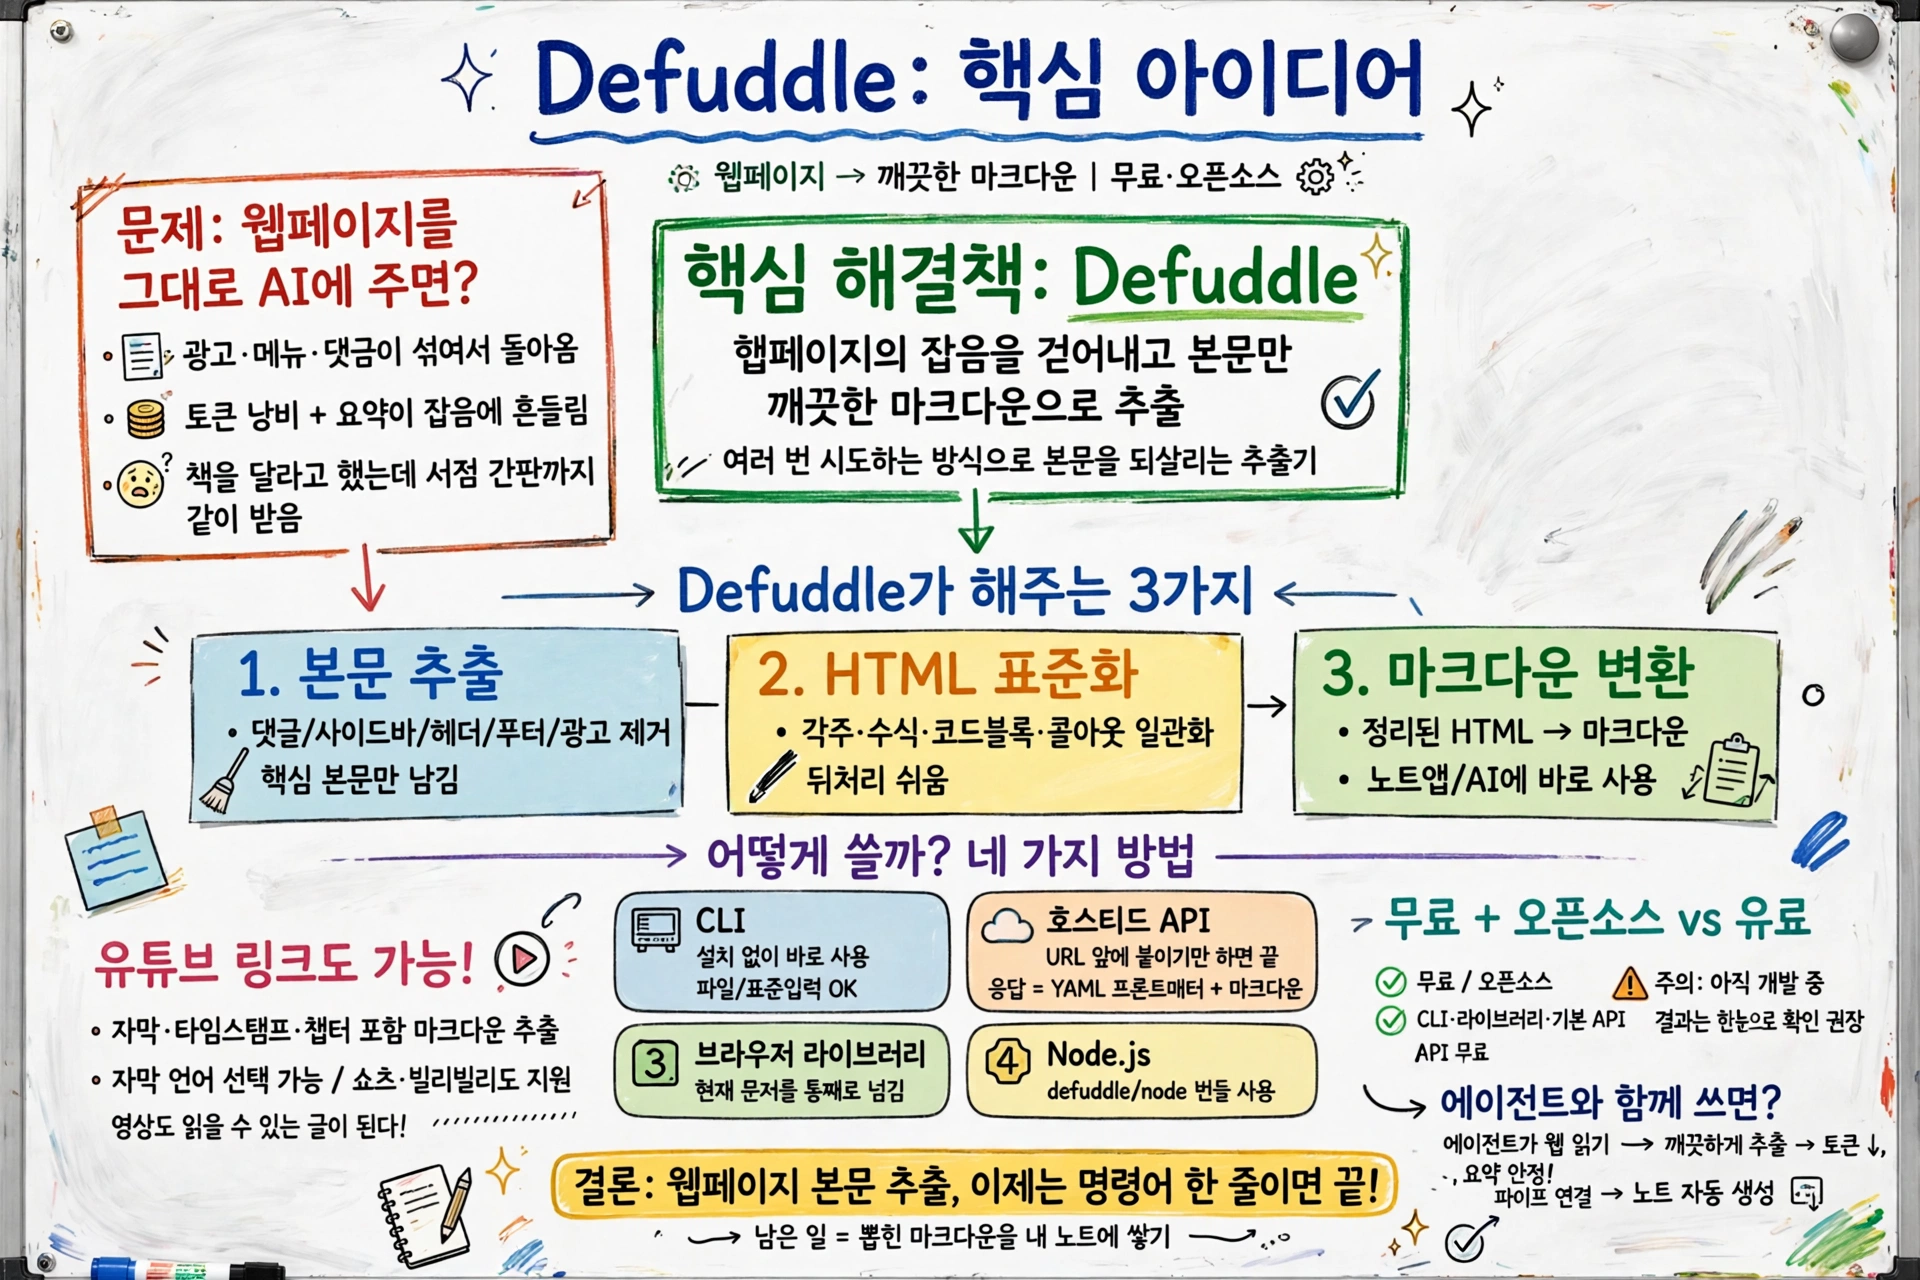 Defuddle: 핵심 아이디어
웹페이지 → 깨끗한 마크다운 | 무료·오픈소스
문제: 웹페이지를
그대로 AI에 주면?
• 광고·메뉴·댓금이 섞여서 돌아옴
• 토큰 낭비 + 요약이 잡음에 흔들림
• 책을 달라고 했는데 서점 간판까지
같이 받음
핵심 해결책: Defuddle
햅페이지의 잡음을 걷어내고 본문만
깨끗한 마크다운으로 추출
여러 번 시도하는 방식으로 본문을 되살리는 추출기
Defuddle가 해주는 3가지
1. 본문 추출
• 댓글/사이드바/헤더/푸터/광고 제거
핵심 본문만 남김
2. HTML 표준화
• 각주·수식·코드블록·콜아웃 일관화
뒤처리 쉬움
3. 마크다운 변환
• 정리된 HTML → 마크다운
• 노트앱/AI에 바로 사용
어떻게 쓸까? 네 가지 방법
유튜브 링크도 가능!
• 자막·타임스탬프·챕터 포함 마크다운 추출
• 자막 언어 선택 가능 / 쇼츠·빌리빌리도 지원
영상도 읽을 수 있는 글이 된다!
CLI
설치 없이 바로 사용
파일/표준입력 OK
호스티드 API
URL 앞에 붙이기만 하면 끝
응답 = YAML 프론트매터 + 마크다운
3. 브라우저 라이브러리
현재 문저를 통째로 넘김
4 Node.js
defuddle/node 번들 사용
무료 + 오픈소스 vs 유료
무료 / 오픈소스
CLI·라이브러리·기본 API
API 무료
주의: 아직 개발 중
결과는 한눈으로 확인 권장
에이전트와 함께 쓰면?
에이전트가 웹 읽기 → 깨끗하게 추출 → 토큰 ↓,
, 요약 안정!
파이프 연결 → 노트 자동 생성
결론: 웹페이지 본문 추출, 이제는 명령어 한 줄이면 끝!
남은 일 = 뽑힌 마크다운을 내 노트에 쌓기